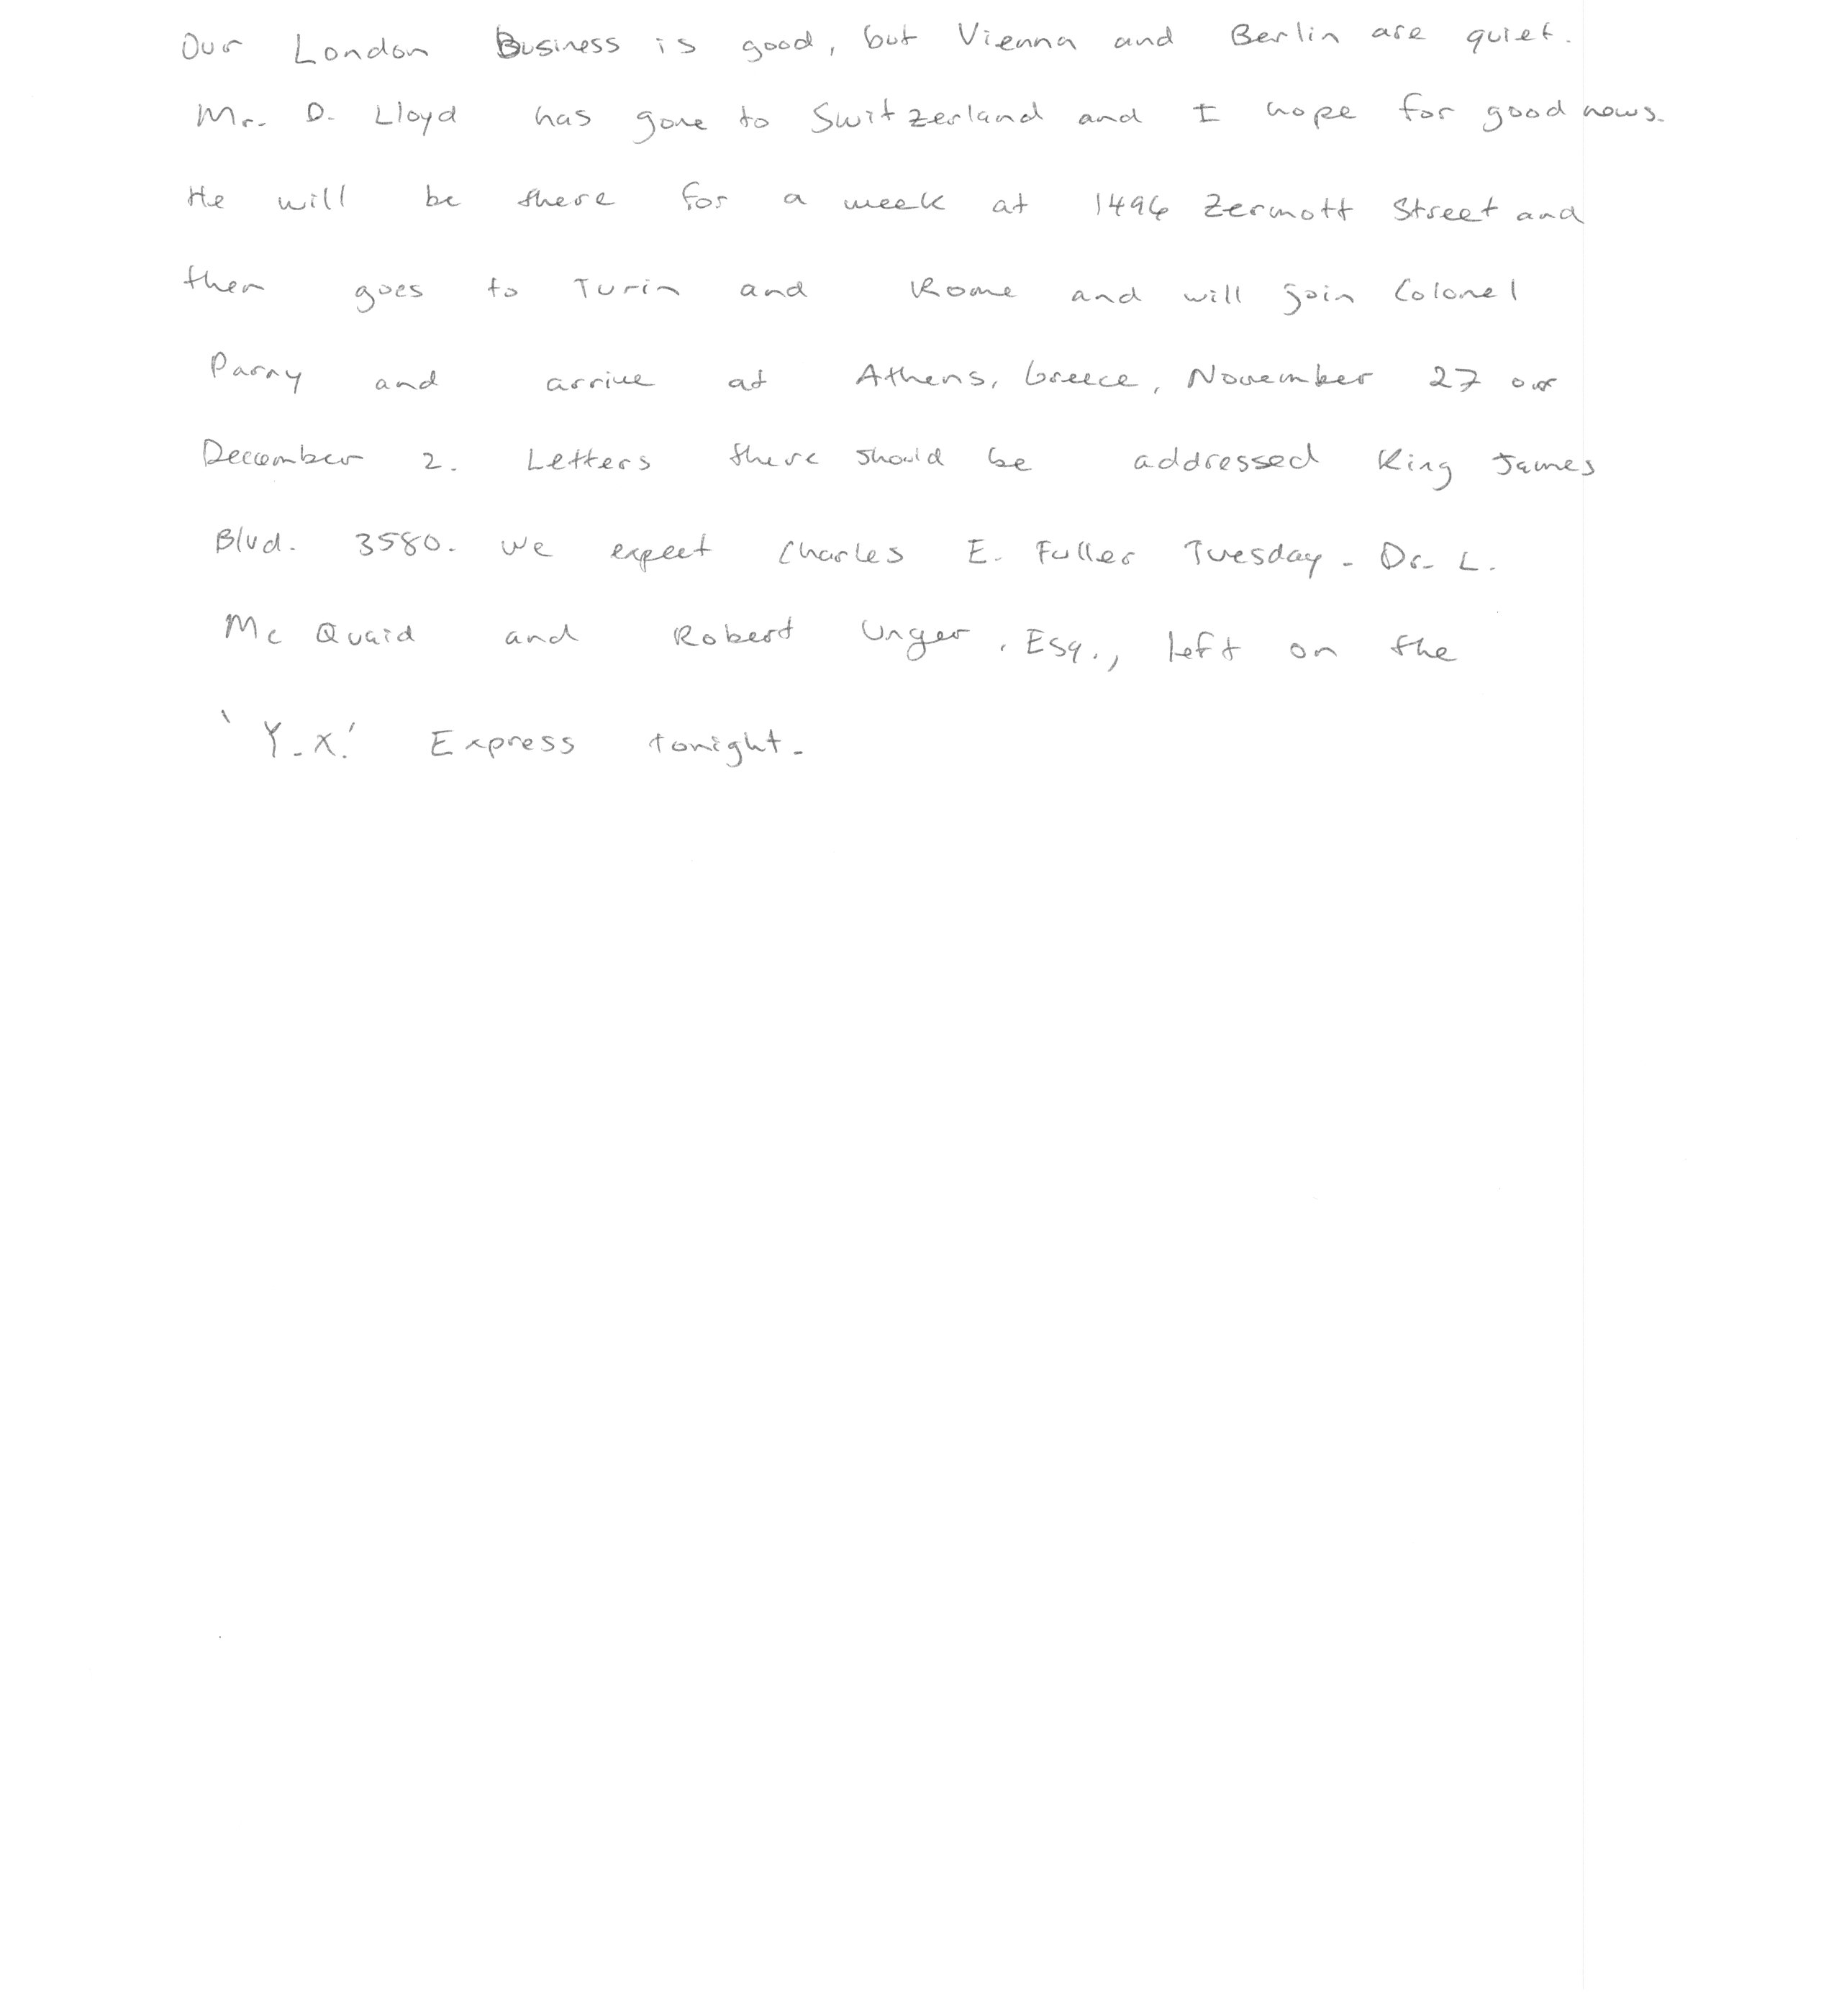 Our London Business is good, but Vienna and Berlin are quiet.
Mr. D. Lloyd has gone to Switzerland and I hope for good news.
He will be there for a week at 1496 Zermott Street and
then goes to Turin and Rome and will join Colonel
Parry and arrive at Athens, Greece, November 27 or
December 2. Letters there should be addressed King James
Blvd. 3580. We expect Charles E. Fuller Tuesday. Dr. L.
Mc Quaid and Robert Unger, Esq., left on the
'Y.X.' Express tonight.